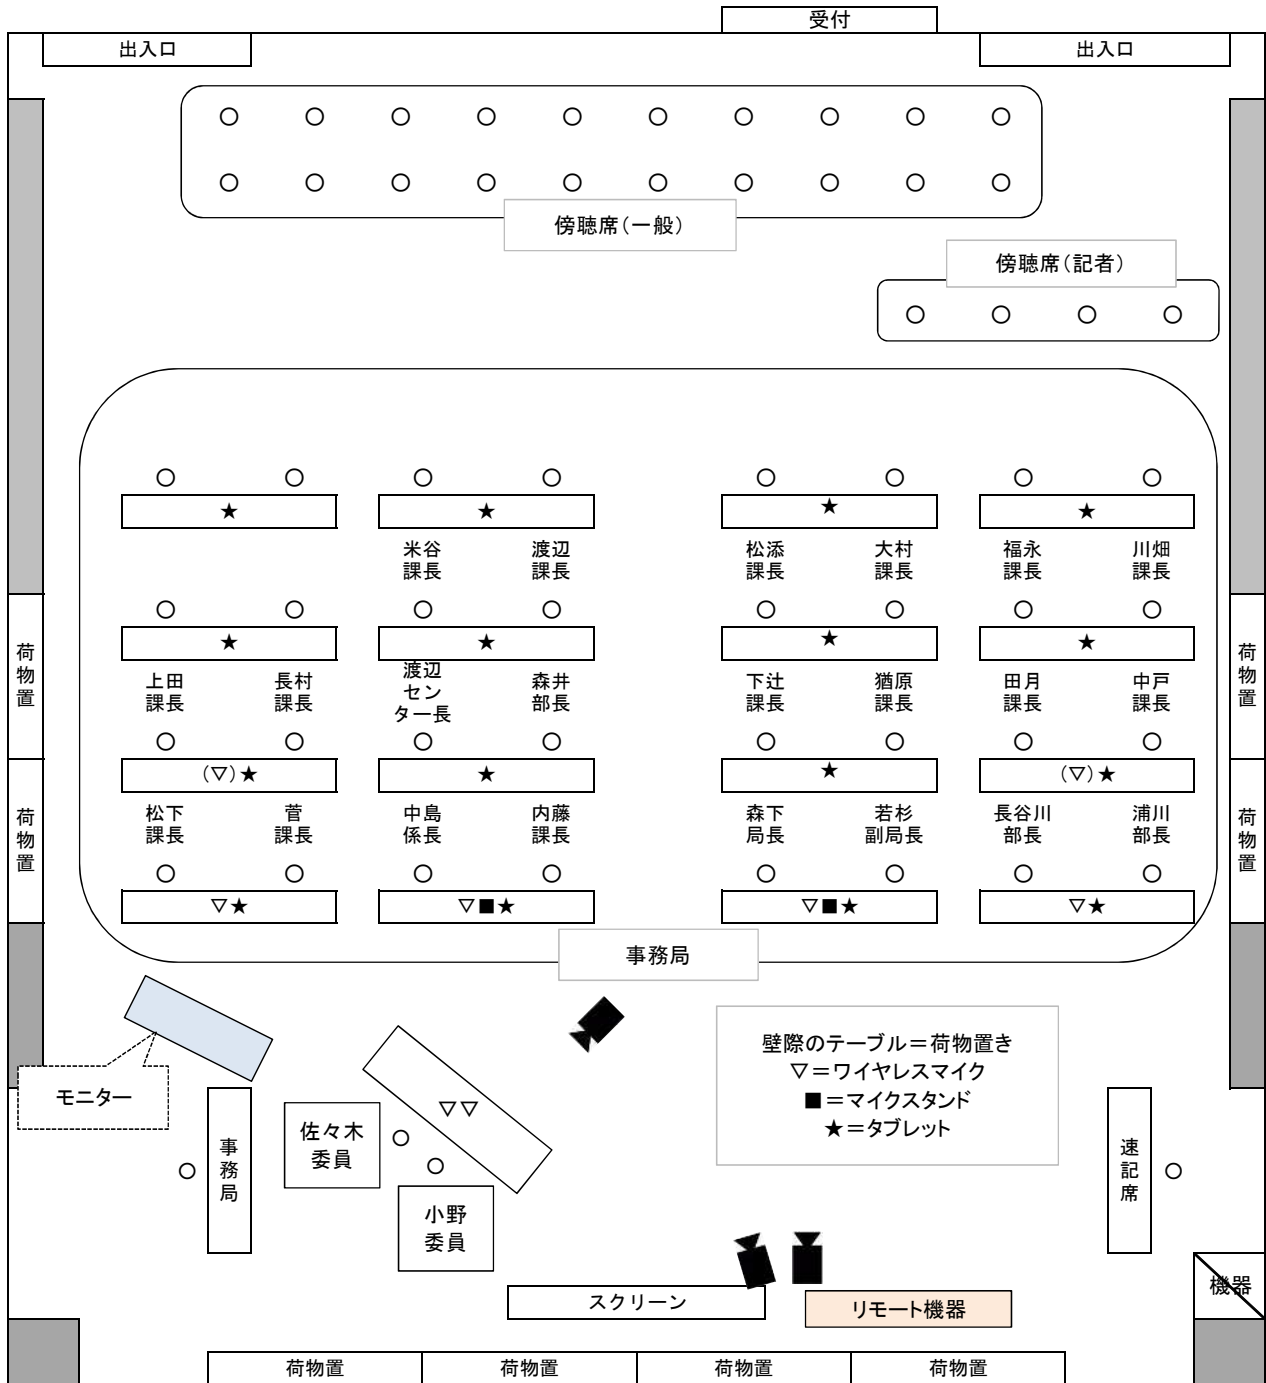 受付
出入口
出入口
傍聴席(一般)
傍聴席(記者)
★
★
★
★
米谷
課長
渡辺
課長
松添
課長
大村
課長
福永
課長
川畑
課長
★
★
★
★
荷物置
荷物置
上田
課長
長村
課長
渡辺
セン
ター長
森井
部長
下辻
課長
猶原
課長
田月
課長
中戸
課長
(▽)★
★
★
(▽)★
荷物置
荷物置
松下
課長
菅
課長
中島
係長
内藤
課長
森下
局長
若杉
副局長
長谷川
部長
浦川
部長
▽★
▽■★
▽■★
▽★
事務局
壁際のテーブル=荷物置き
▽=ワイヤレスマイク
■=マイクスタンド
★=タブレット
モニター
▽▽
事務局
佐々木
委員
小野
委員
速記席
機器
スクリーン
リモート機器
荷物置
荷物置
荷物置
荷物置